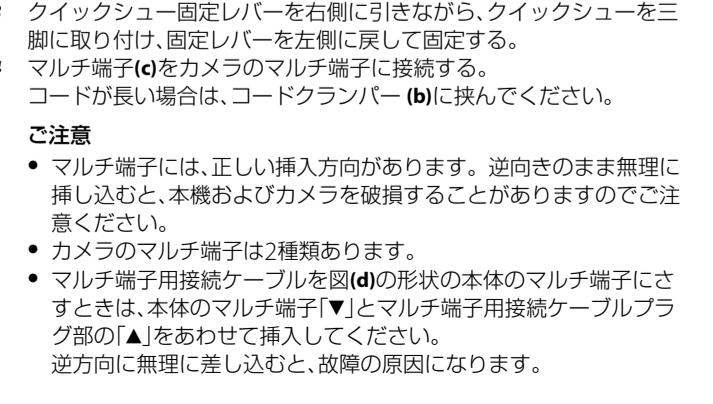 クイックシュー固定レバーを右側に引きながら、クイックシューを三
脚に取り付け、固定レバーを左側に戻して固定する。
マルチ端子(c)をカメラのマルチ端子に接続する。
コードが長い場合は、コードクランパー (b)に挟んでください。
ご注意
• マルチ端子には、正しい挿入方向があります。逆向きのまま無理に
挿し込むと、本機およびカメラを破損することがありますのでご注
意ください。
• カメラのマルチ端子は2種類あります。
• マルチ端子用接続ケーブルを図(d)の形状の本体のマルチ端子にさ
すときは、本体のマルチ端子「▼」とマルチ端子用接続ケーブルプラ
グ部の「▲」をあわせて挿入してください。
逆方向に無理に差し込むと、故障の原因になります。